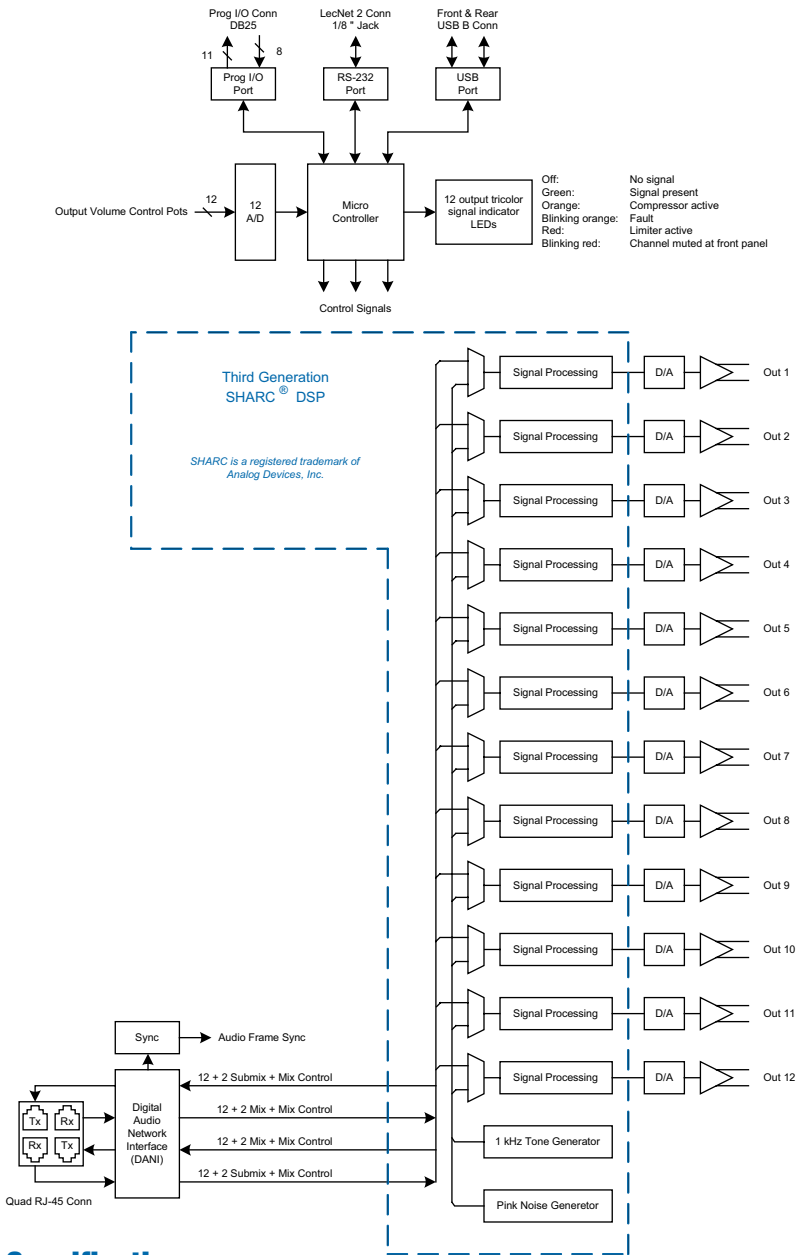 Prog I/O Conn
DB25
LecNet 2 Conn
1/8 " Jack
Front & Rear
USB B Conn
11
8
Prog I/O
Port
RS-232
Port
USB
Port
Output Volume Control Pots
12
12
A/D
Micro
Controller
12 output tricolor
signal indicator
LEDs
Off: No signal
Green: Signal present
Orange: Compressor active
Blinking orange: Fault
Red: Limiter active
Blinking red: Channel muted at front panel
Control Signals
Third Generation
SHARC ® DSP
SHARC is a registered trademark of
Analog Devices, Inc.
Signal Processing D/A Out 1
Signal Processing D/A Out 2
Signal Processing D/A Out 3
Signal Processing D/A Out 4
Signal Processing D/A Out 5
Signal Processing D/A Out 6
Signal Processing D/A Out 7
Signal Processing D/A Out 8
Signal Processing D/A Out 9
Signal Processing D/A Out 10
Signal Processing D/A Out 11
Signal Processing D/A Out 12
Sync
Audio Frame Sync
12 + 2 Submix + Mix Control
12 + 2 Mix + Mix Control
12 + 2 Mix + Mix Control
12 + 2 Submix + Mix Control
Tx Rx
Rx Tx
Digital
Audio
Network
Interface
(DANI)
Quad RJ-45 Conn
1 kHz Tone Generator
Pink Noise Generetor